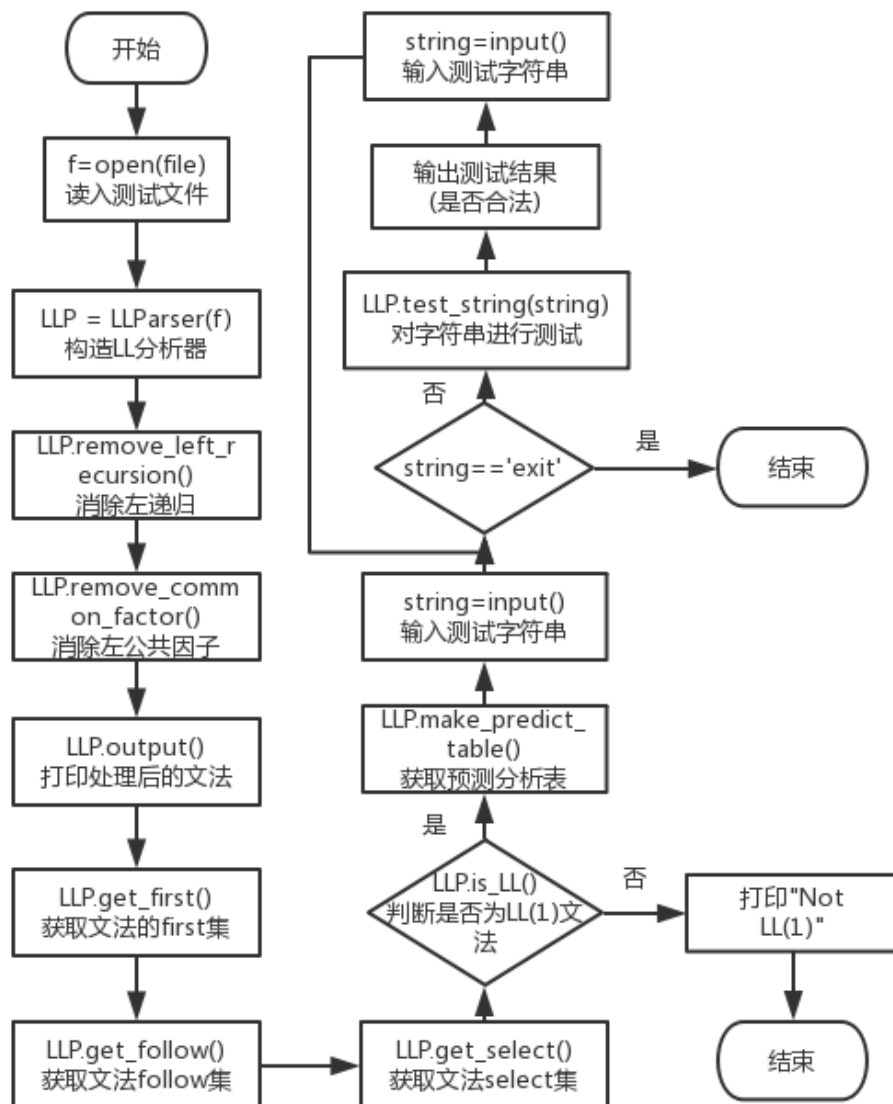 开始
f=open(file)
读入测试文件
LLP = LLParser(f)
构造LL分析器
LLP.remove_left_r
ecursion()
消除左递归
LLP.remove_comm
on_factor()
消除左公共因子
LLP.output()
打印处理后的文法
LLP.get_first()
获取文法的first集
LLP.get_follow()
获取文法follow集
LLP.get_select()
获取文法select集
LLP.is_LL()
判断是否为LL(1)文
法
否
打印"Not
LL(1)"
结束
是
LLP.make_predict_
table()
获取预测分析表
string=input()
输入测试字符串
string=='exit'
是
结束
否
LLP.test_string(string)
对字符串进行测试
输出测试结果
(是否合法)
string=input()
输入测试字符串